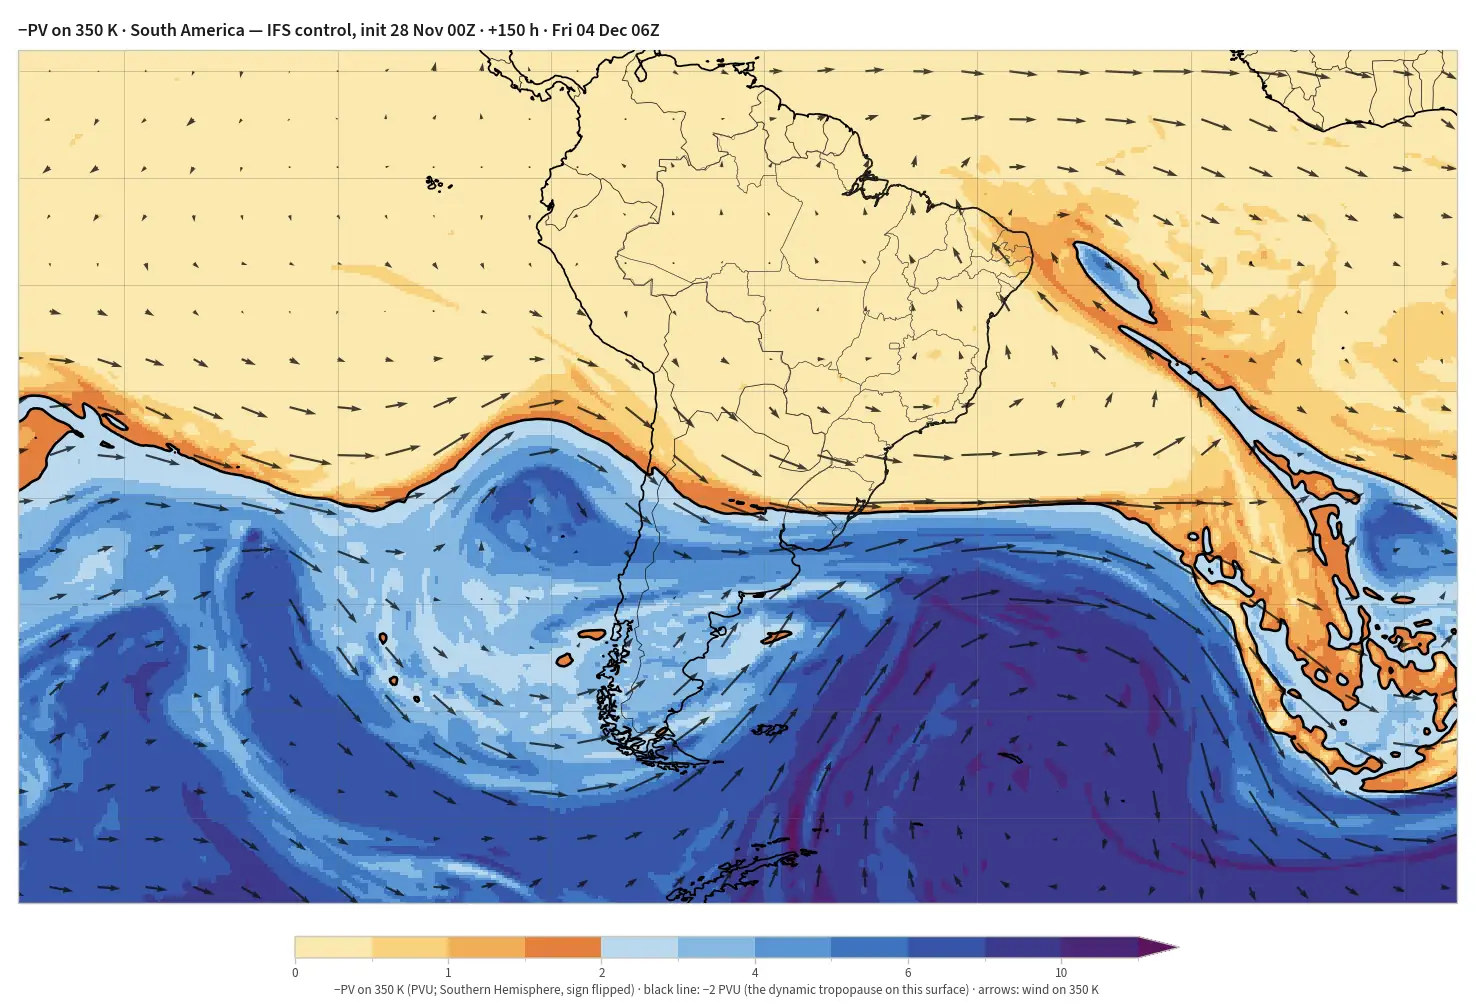 −PV on 350 K · South America — IFS control, init 28 Nov 00Z · +150 h · Fri 04 Dec 06Z
0 1 2 4 6 10
−PV on 350 K (PVU; Southern Hemisphere, sign flipped) · black line: −2 PVU (the dynamic tropopause on this surface) · arrows: wind on 350 K